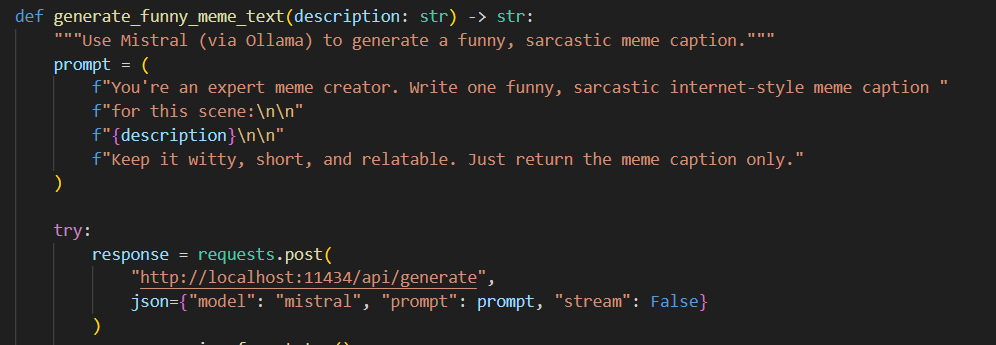 def generate_funny_meme_text(description: str) -> str:
"""Use Mistral (via Ollama) to generate a funny, sarcastic meme caption."""
prompt = (
f"You're an expert meme creator. Write one funny, sarcastic internet-style meme caption "
f"for this scene:\n\n"
f"{description}\n\n"
f"Keep it witty, short, and relatable. Just return the meme caption only."
)
try:
response = requests.post(
"http://localhost:11434/api/generate",
json={"model": "mistral", "prompt": prompt, "stream": False}
)